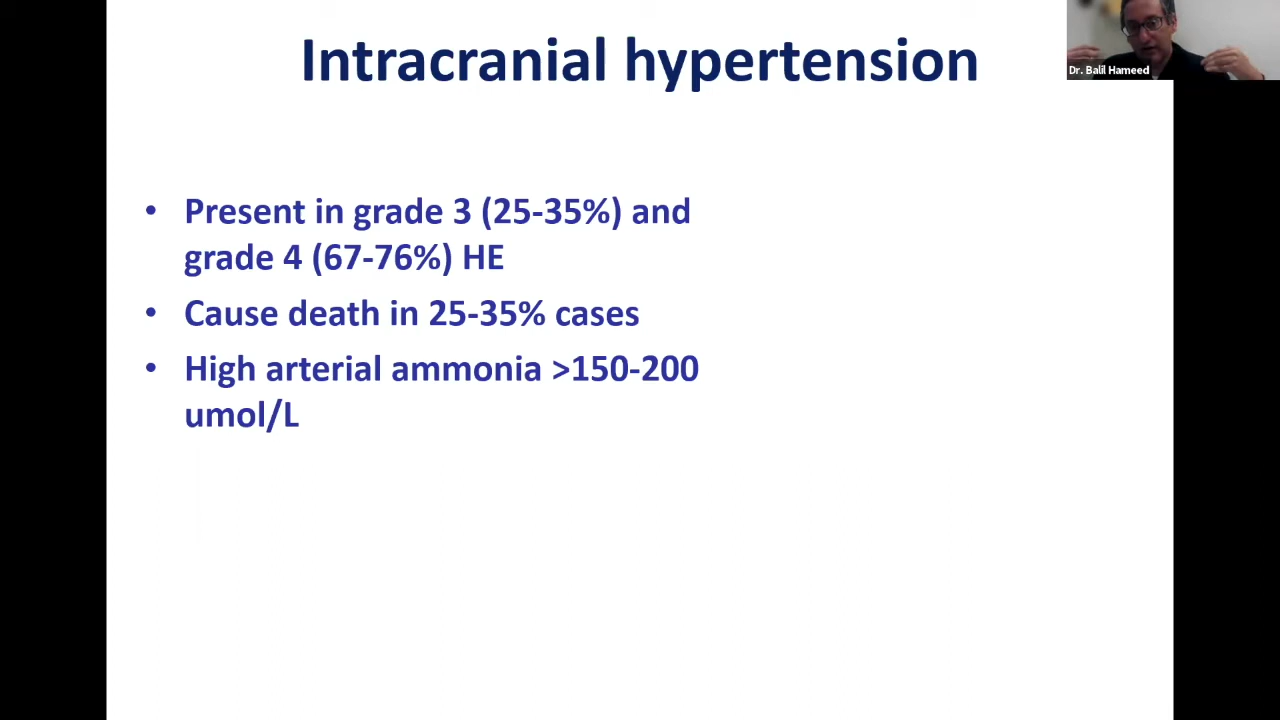 Intracranial hypertension
Dr. Balil Hameed
• Present in grade 3 (25-35%) and
grade 4 (67-76%) HE
• Cause death in 25-35% cases
• High arterial ammonia >150-200
umol/L